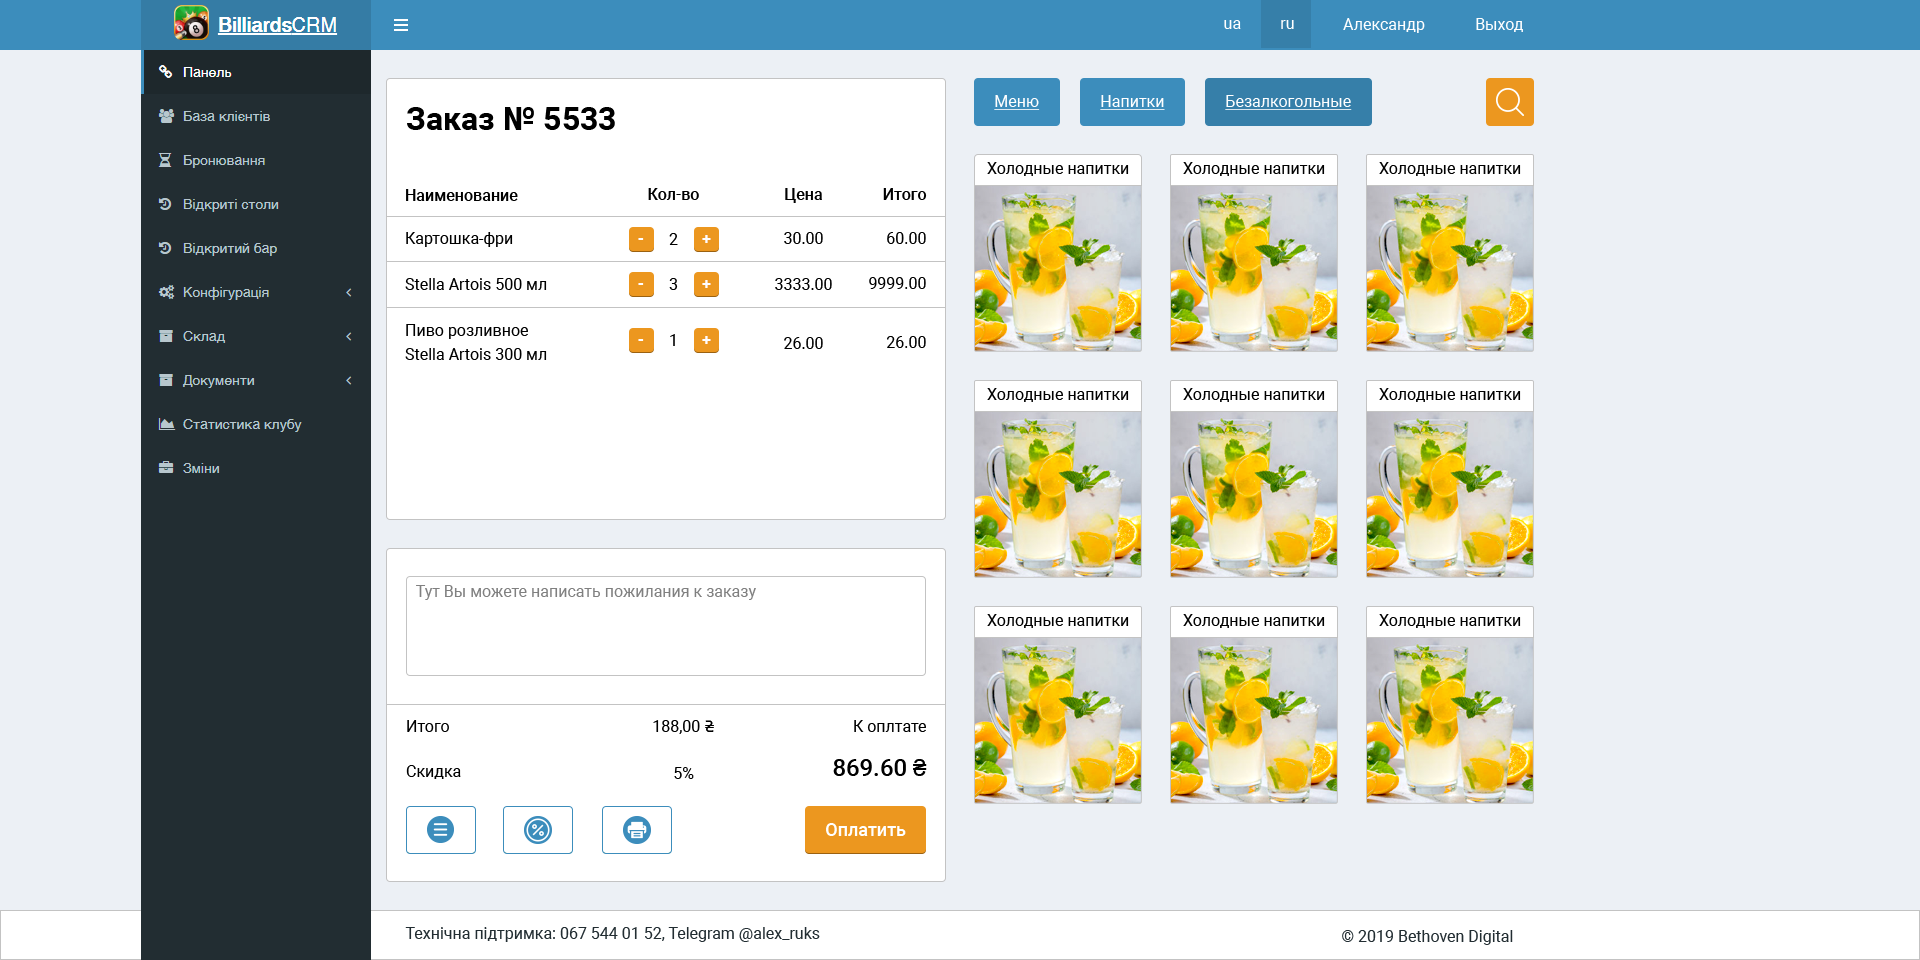 BilliardsCRM
ua ru Александр Выход
Панель
База клієнтів
Бронювання
Відкриті столи
Відкритий бар
Конфігурація
Склад
Документи
Статистика клубу
Зміни
Заказ № 5533
Наименование Кол-во Цена Итого
Картошка-фри - 2 + 30.00 60.00
Stella Artois 500 мл - 3 + 3333.00 9999.00
Пиво розливное
Stella Artois 300 мл - 1 + 26.00 26.00
Тут Вы можете написать пожилания к заказу
Итого 188,00 ₴ К оплтате
Скидка 5% 869.60 ₴
Оплатить
Меню Напитки Безалкогольные
Холодные напитки Холодные напитки Холодные напитки
Холодные напитки Холодные напитки Холодные напитки
Холодные напитки Холодные напитки Холодные напитки
Технічна підтримка: 067 544 01 52, Telegram @alex_ruks
© 2019 Bethoven Digital